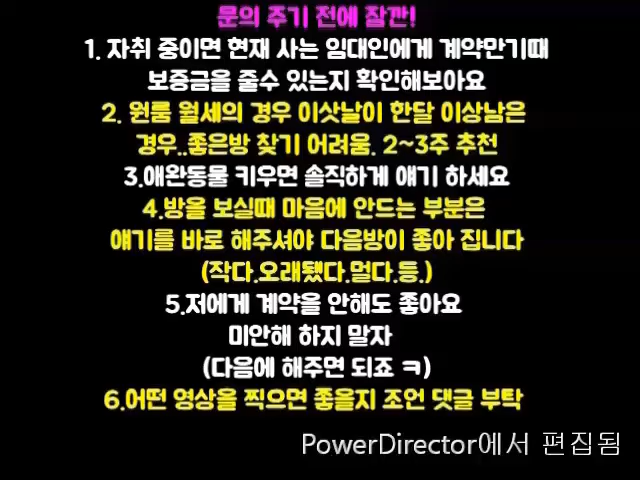 문의 주기 전에 잠깐!
1. 자취 중이면 현재 사는 임대인에게 계약만기때
보증금을 줄수 있는지 확인해보아요
2. 원룸 월세의 경우 이삿날이 한달 이상남은
경우..좋은방 찾기 어려움. 2~3주 추천
3.애완동물 키우면 솔직하게 얘기 하세요
4.방을 보실때 마음에 안드는 부분은
얘기를 바로 해주셔야 다음방이 좋아 집니다
(작다.오래됐다.멀다.등.)
5.저에게 계약을 안해도 좋아요
미안해 하지 말자
(다음에 해주면 되죠 ㅋ)
6.어떤 영상을 찍으면 좋을지 조언 댓글 부탁
PowerDirector에서 편집됨